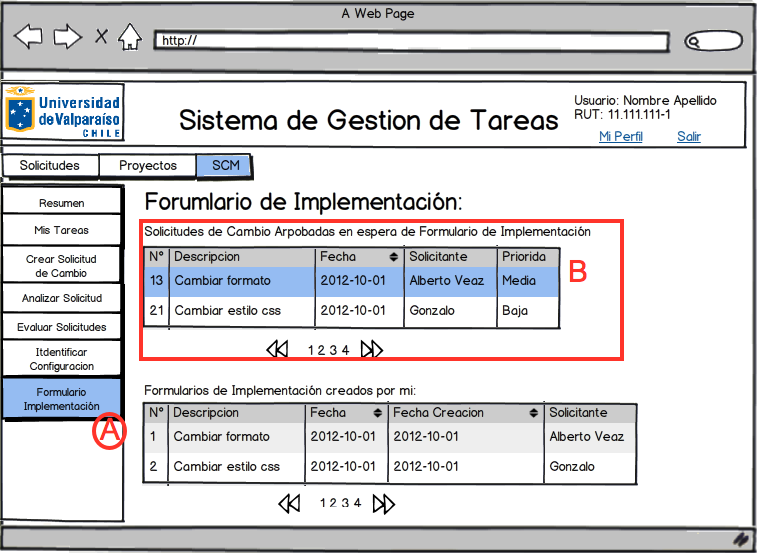 A Web Page
http://
Universidad
de Valparaíso
CHILE
Sistema de Gestion de Tareas
Usuario: Nombre Apellido
RUT: 11.111.111-1
Mi Perfil Salir
Solicitudes Proyectos SCM
Resumen
Mis Tareas
Crear Solicitud
de Cambio
Analizar Solicitud
Evaluar Solicitudes
Itdentificar
Configuracion
Formulario
Implementación
A
Forumlario de Implementación:
Solicitudes de Cambio Arpobadas en espera de Formulario de Implementación
N° Descripcion Fecha Solicitante Priorida
13 Cambiar formato 2012-10-01 Alberto Veaz Media
21 Cambiar estilo css 2012-10-01 Gonzalo Baja
B
1 2 3 4
Formularios de Implementación creados por mi:
N° Descripcion Fecha Fecha Creacion Solicitante
1 Cambiar formato 2012-10-01 2012-10-01 Alberto Veaz
2 Cambiar estilo css 2012-10-01 2012-10-01 Gonzalo
1 2 3 4